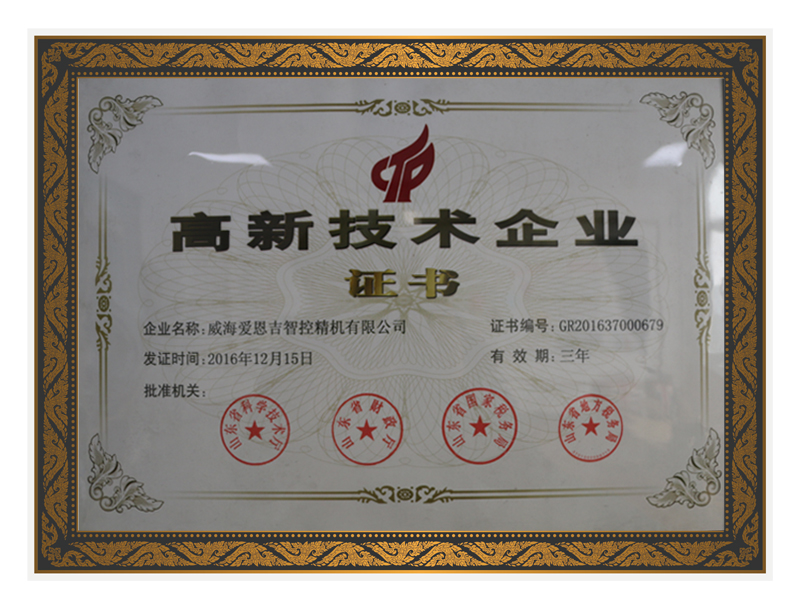 高新技术企业
证书
企业名称：威海爱恩吉智控精机有限公司 证书编号：GR201637000679
发证时间：2016年12月15日 有 效 期：三年
批准机关：
山东省科学技术厅
山东省财政厅
山东省国家税务局
山东省地方税务局